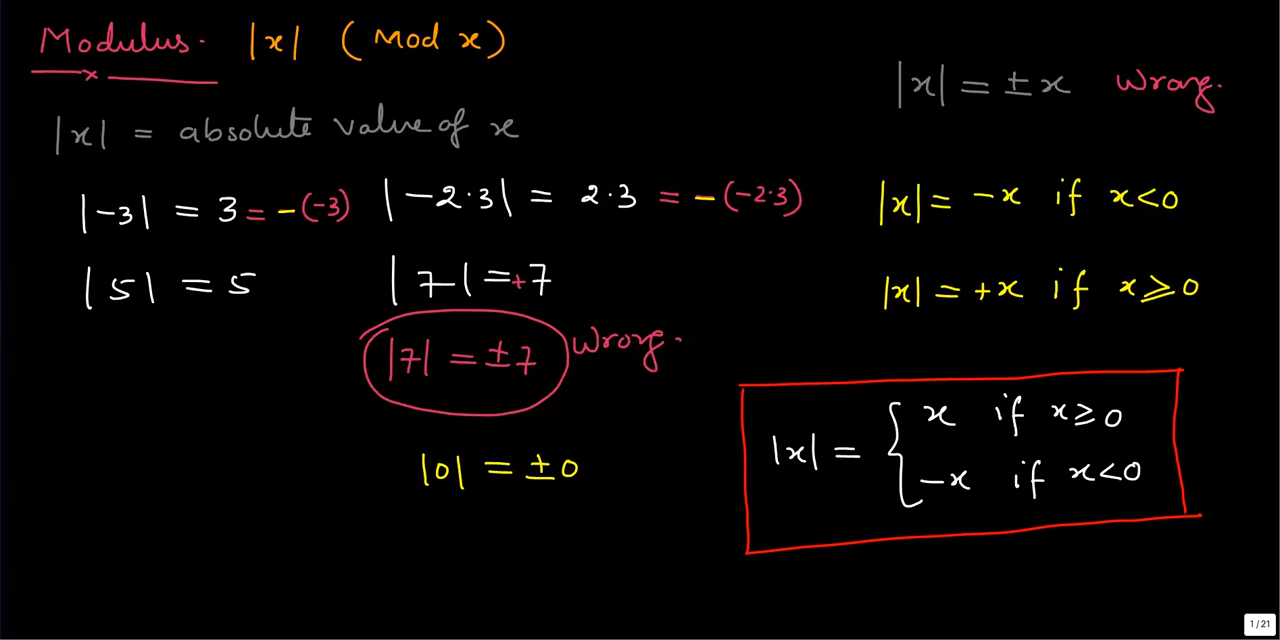 Modulus. |x| (Mod x)
|x| = ±x wrong.
|x| = absolute value of x
|-3| = 3 = -(-3)
|-2·3| = 2·3 = -(-2·3)
|x| = -x if x<0
|5| = 5
|7| = +7
|x| = +x if x≥0
|7| = ±7 wrong.
|0| = ±0
|x| = { x if x≥0
-x if x<0
1 / 21